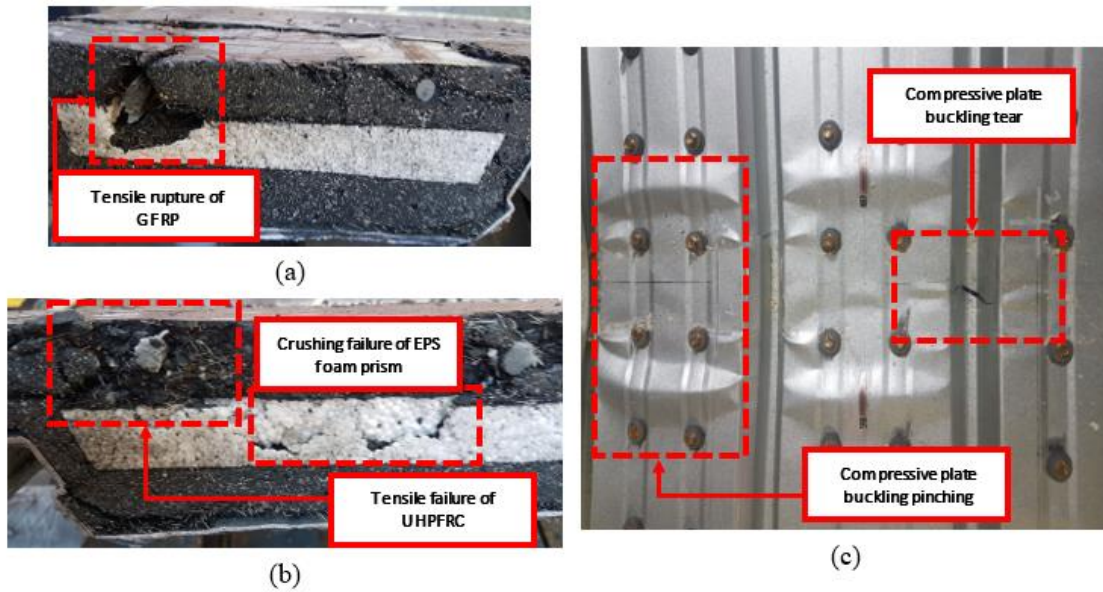 Tensile rupture of
GFRP
(a)
Crushing failure of EPS
foam prism
Tensile failure of
UHPFRC
(b)
Compressive plate
buckling tear
Compressive plate
buckling pinching
(c)